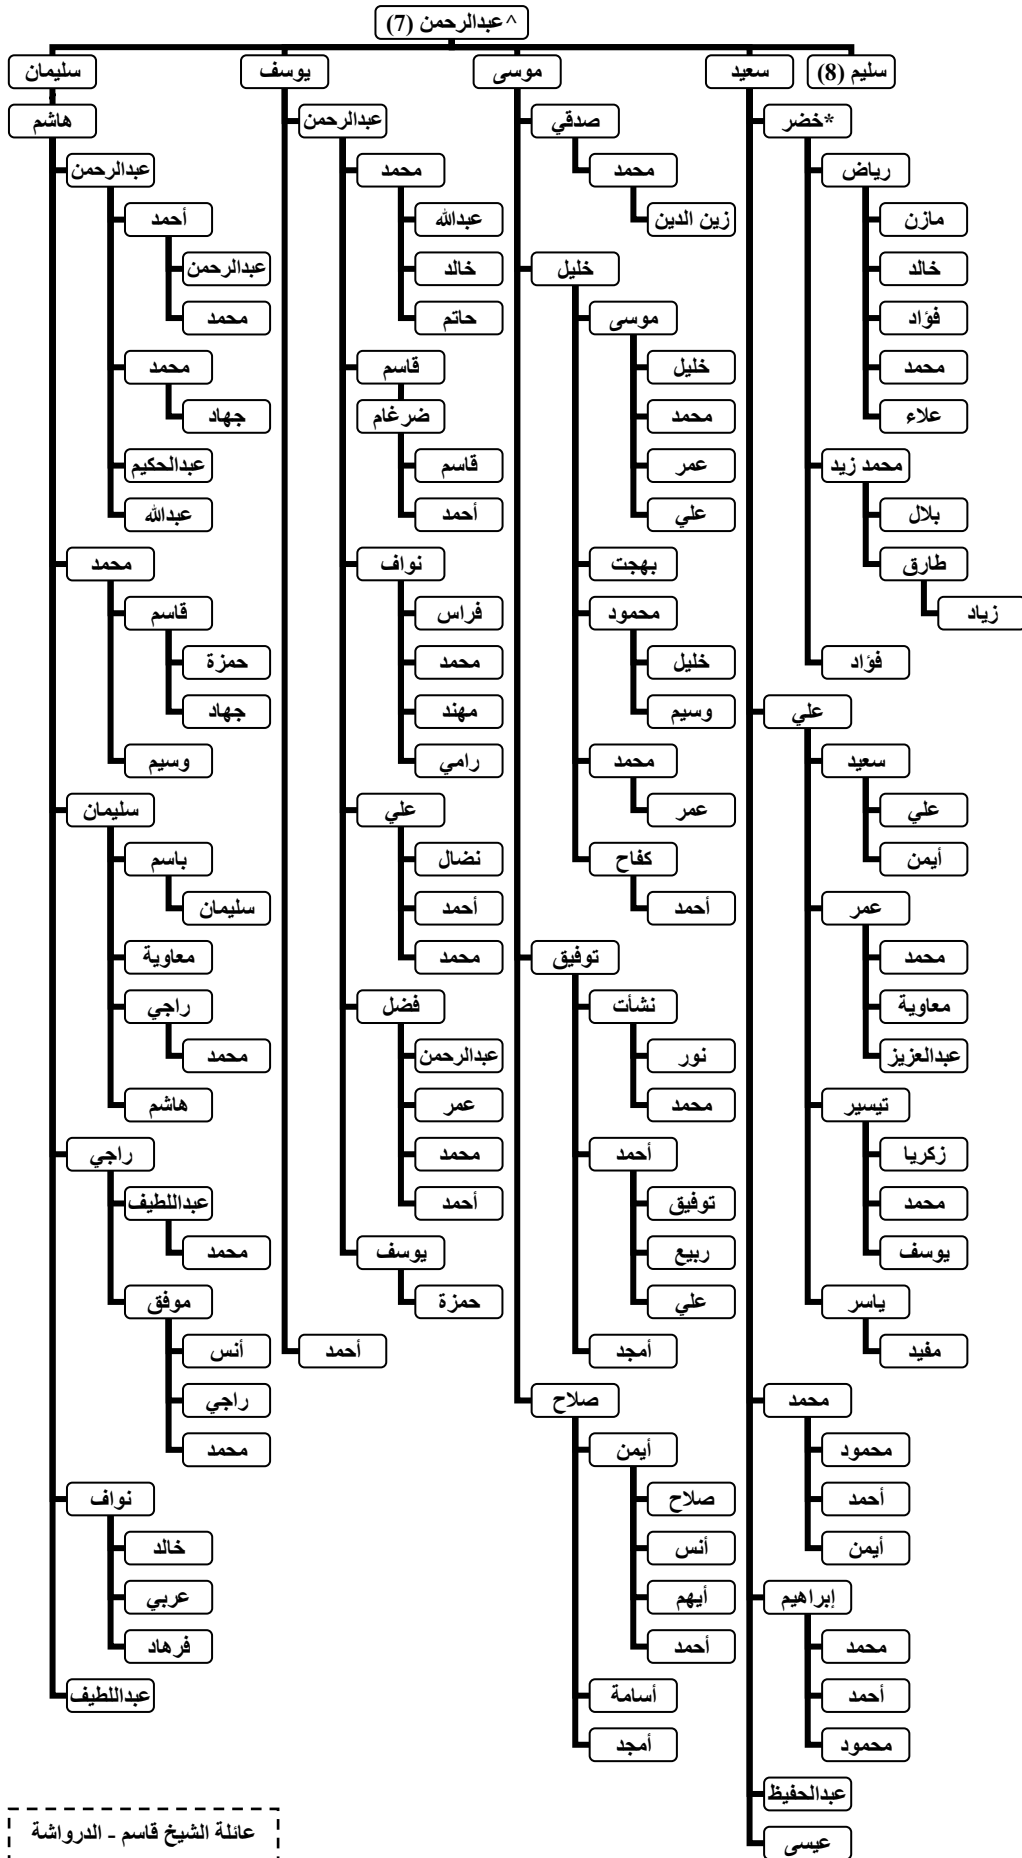 ^ عبدالرحمن (7)
سليم (8)
سعيد
*خضر
رياض
مازن
خالد
فؤاد
محمد
علاء
محمد زيد
بلال
طارق
زياد
فؤاد
علي
سعيد
علي
أيمن
عمر
محمد
معاوية
عبدالعزيز
تيسير
زكريا
محمد
يوسف
ياسر
مفيد
محمد
محمود
أحمد
أيمن
إبراهيم
محمد
أحمد
محمود
عبدالحفيظ
عيسى
موسى
صدقي
محمد
زين الدين
خليل
موسى
خليل
محمد
عمر
علي
بهجت
محمود
خليل
وسيم
محمد
عمر
كفاح
أحمد
توفيق
نشأت
نور
محمد
أحمد
توفيق
ربيع
علي
أمجد
صلاح
أيمن
صلاح
أنس
أيهم
أحمد
أسامة
أمجد
يوسف
عبدالرحمن
محمد
عبدالله
خالد
حاتم
قاسم
ضرغام
قاسم
أحمد
نواف
فراس
محمد
مهند
رامي
علي
نضال
أحمد
محمد
فضل
عبدالرحمن
عمر
محمد
أحمد
يوسف
حمزة
أحمد
سليمان
هاشم
عبدالرحمن
أحمد
عبدالرحمن
محمد
محمد
جهاد
عبدالحكيم
عبدالله
محمد
قاسم
حمزة
جهاد
وسيم
سليمان
باسم
سليمان
معاوية
راجي
محمد
هاشم
راجي
عبداللطيف
محمد
موفق
أنس
راجي
محمد
نواف
خالد
عربي
فرهاد
عبداللطيف
عائلة الشيخ قاسم - الدرواشة